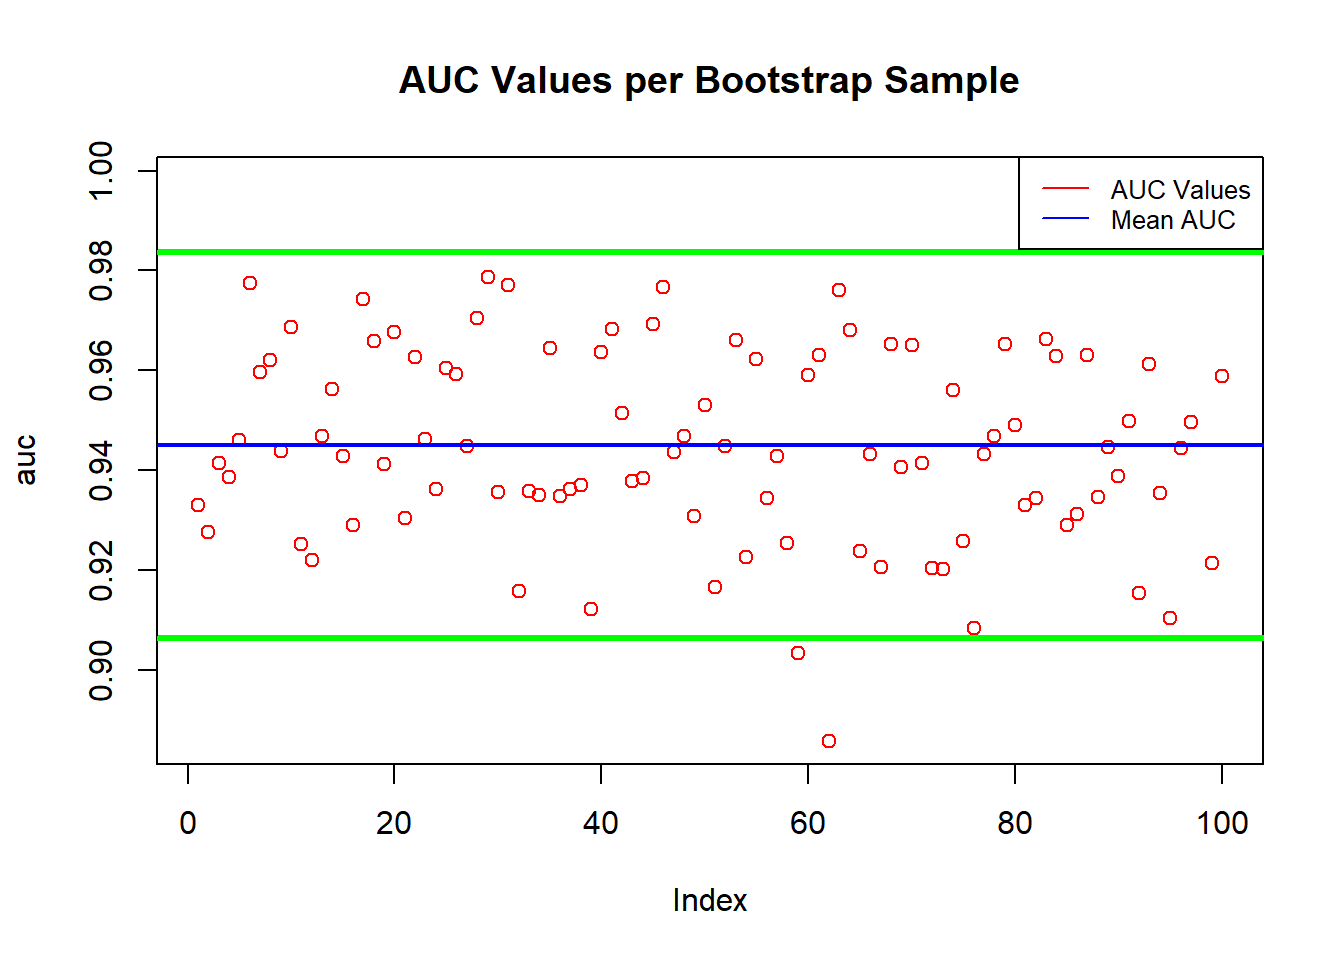 AUC Values per Bootstrap Sample
AUC Values
Mean AUC
1.00
0.98
0.96
0.94
0.92
0.90
auc
0 20 40 60 80 100
Index